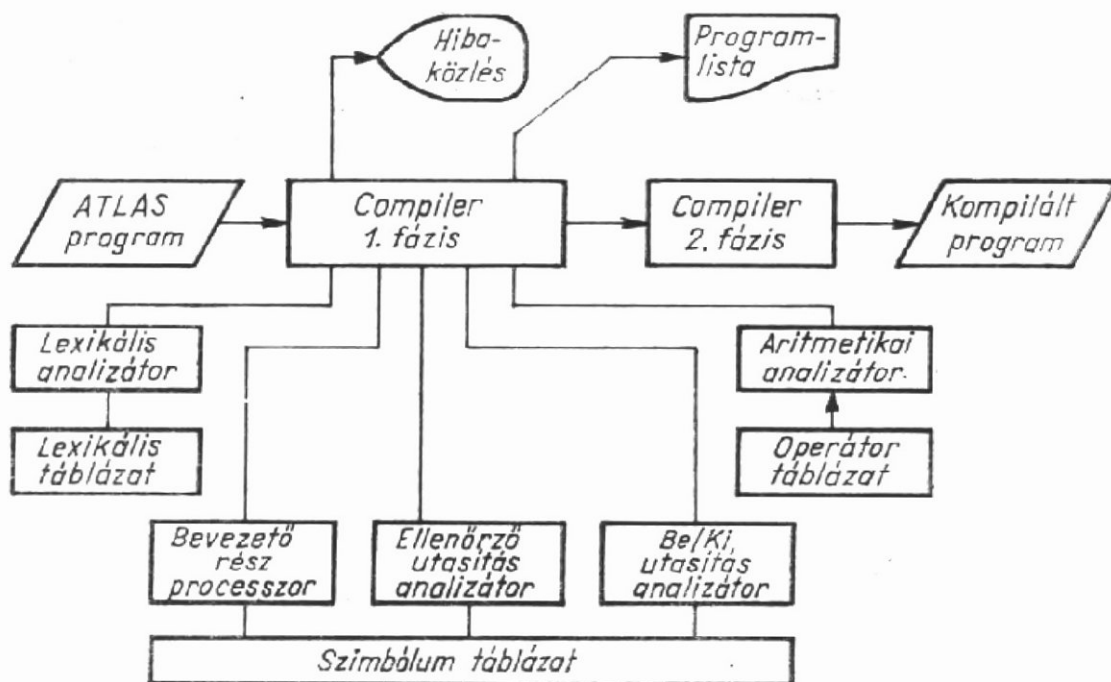 Hiba-
közlés
Program-
lista
ATLAS
program
Compiler
1. fázis
Compiler
2. fázis
Kompilált
program
Lexikális
analizátor
Aritmetikai
analizátor
Lexikális
táblázat
Operátor
táblázat
Bevezető
rész
processzor
Ellenőrző
utasítás
analizátor
Be/Ki,
utasítás
analizátor
Szimbólum táblázat